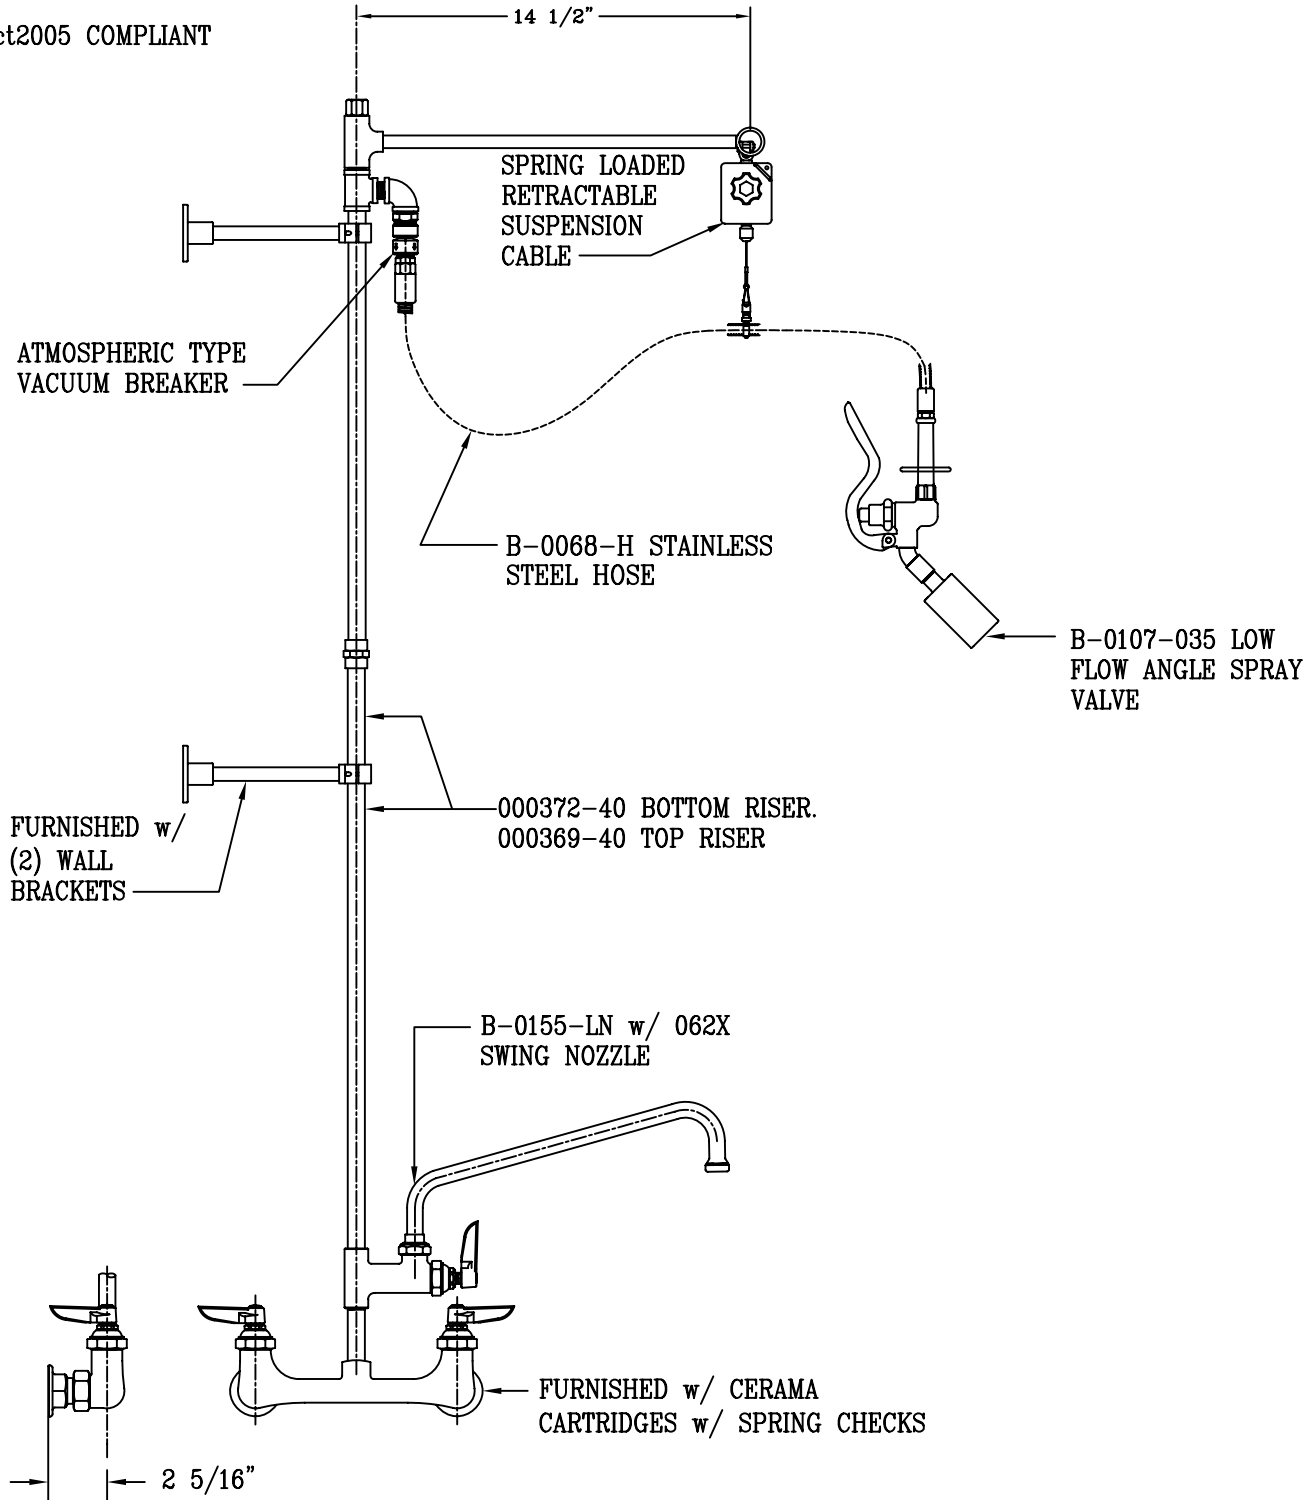 14 1/2"
ct2005 COMPLIANT
SPRING LOADED
RETRACTABLE
SUSPENSION
CABLE
ATMOSPHERIC TYPE
VACUUM BREAKER
B-0068-H STAINLESS
STEEL HOSE
B-0107-035 LOW
FLOW ANGLE SPRAY
VALVE
000372-40 BOTTOM RISER.
000369-40 TOP RISER
FURNISHED w/
(2) WALL
BRACKETS
B-0155-LN w/ 062X
SWING NOZZLE
FURNISHED w/ CERAMA
CARTRIDGES w/ SPRING CHECKS
2 5/16"